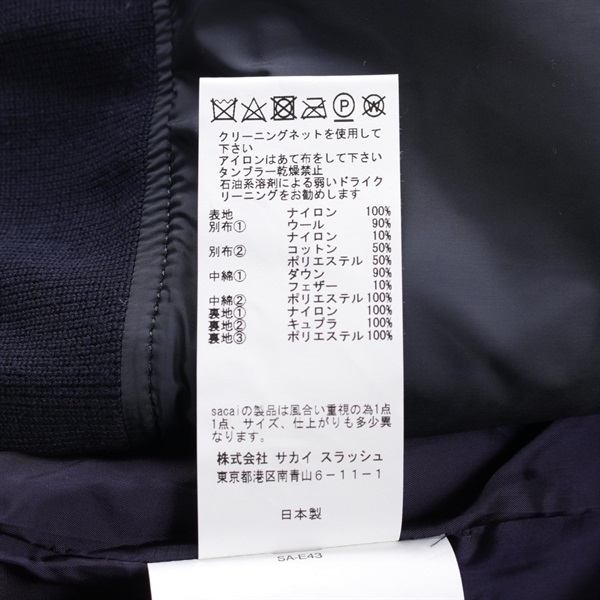 P W
クリーニングネットを使用して
下さい
アイロンはあて布をして下さい
タンブラー乾燥禁止
石油系溶剤による弱いドライク
リーニングをお勧めします
表地 ナイロン 100%
別布① ウール 90%
ナイロン 10%
別布② コットン 50%
ポリエステル 50%
中綿① ダウン 90%
フェザー 10%
中綿② ポリエステル 100%
裏地① ナイロン 100%
裏地② キュプラ 100%
裏地③ ポリエステル 100%
sacaiの製品は風合い重視の為1点
1点、サイズ、仕上がりも多少異
なります。
株式会社 サカイ スラッシュ
東京都港区南青山6-11-1
日本製
SA-E43